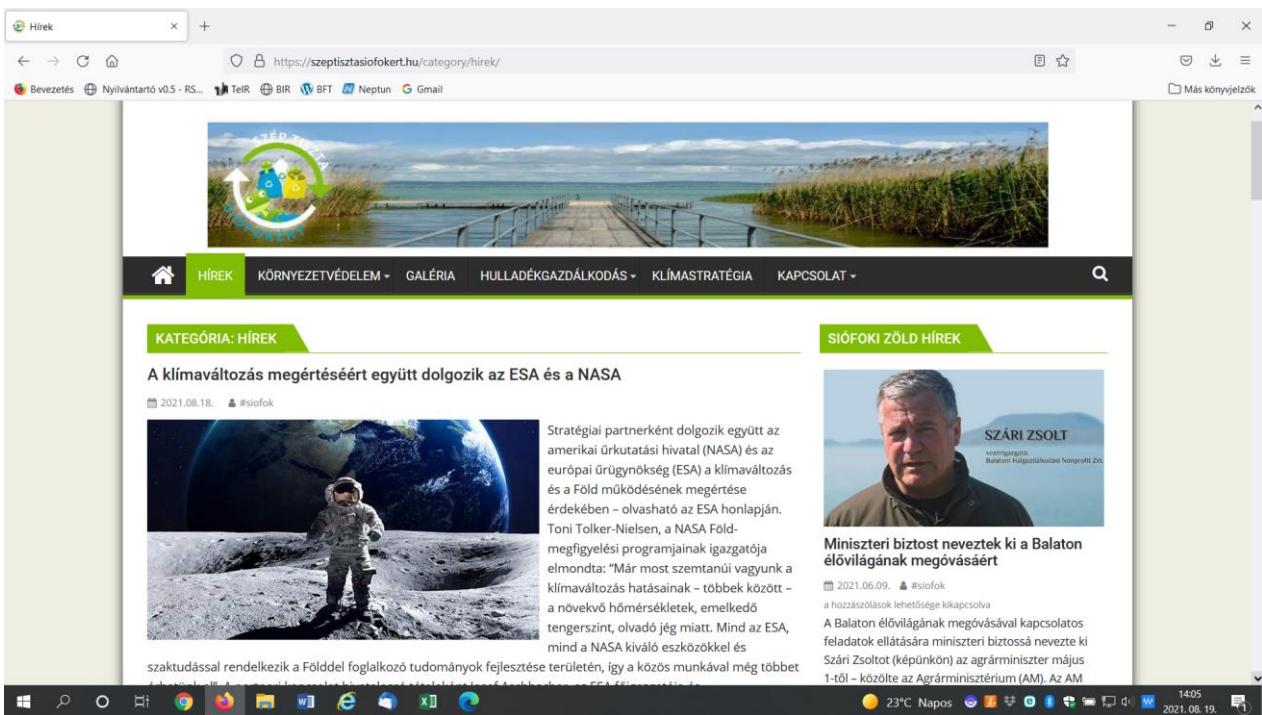 Hírek
https://szeptisztasiofokert.hu/category/hirek/
Bevezetés
Nyilvántartó v0.5 - RS...
TeIR
BIR
BFT
Neptun
Gmail
Más könyvjelzők
SZÉP TISZTA
SIÓFOKÉRT
HÍREK
KÖRNYEZETVÉDELEM
GALÉRIA
HULLADÉKGAZDÁLKODÁS
KLÍMASTRATÉGIA
KAPCSOLAT
KATEGÓRIA: HÍREK
A klímaváltozás megértéséért együtt dolgozik az ESA és a NASA
2021.08.18. #siofok
Stratégiai partnerként dolgozik együtt az
amerikai űrkutatási hivatal (NASA) és az
európai űrügynökség (ESA) a klímaváltozás
és a Föld működésének megértése
érdekében – olvasható az ESA honlapján.
Toni Tolker-Nielsen, a NASA Föld-
megfigyelési programjainak igazgatója
elmondta: “Már most szemtanúi vagyunk a
klímaváltozás hatásainak – többek között –
a növekvő hőmérsékletek, emelkedő
tengerszint, olvadó jég miatt. Mind az ESA,
mind a NASA kiváló eszközökkel és
szaktudással rendelkezik a Földdel foglalkozó tudományok fejlesztése területén, így a közös munkával még többet
SIÓFOKI ZÖLD HÍREK
SZÁRI ZSOLT
vezérigazgató,
Balatoni Halgazdálkodási Nonprofit Zrt.
Miniszteri biztost neveztek ki a Balaton
élővilágának megóvásáért
2021.06.09. #siofok
a hozzászólások lehetősége kikapcsolva
A Balaton élővilágának megóvásával kapcsolatos
feladatok ellátására miniszteri biztossá nevezte ki
Szári Zsoltot (képünkön) az agrárminiszter május
1-től – közölte az Agrárminisztérium (AM). Az AM
23°C Napos
14:05
2021. 08. 19.